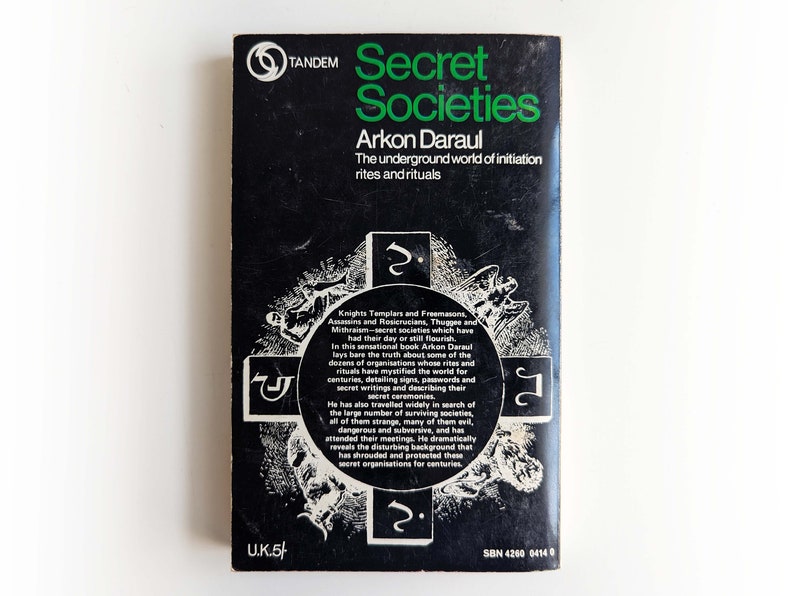 TANDEM
Secret
Societies
Arkon Daraul
The underground world of initiation
rites and rituals
Knights Templars and Freemasons,
Assassins and Rosicrucians, Thuggee and
Mithraism—secret societies which have
had their day or still flourish.
In this sensational book Arkon Daraul
lays bare the truth about some of the
dozens of organisations whose rites and
rituals have mystified the world for
centuries, detailing signs, passwords and
secret writings and describing their
secret ceremonies.
He has also travelled widely in search of
the large number of surviving societies,
all of them strange, many of them evil,
dangerous and subversive, and has
attended their meetings. He dramatically
reveals the disturbing background that
has shrouded and protected these
secret organisations for centuries.
U.K.5/-
SBN 4260 0414 0